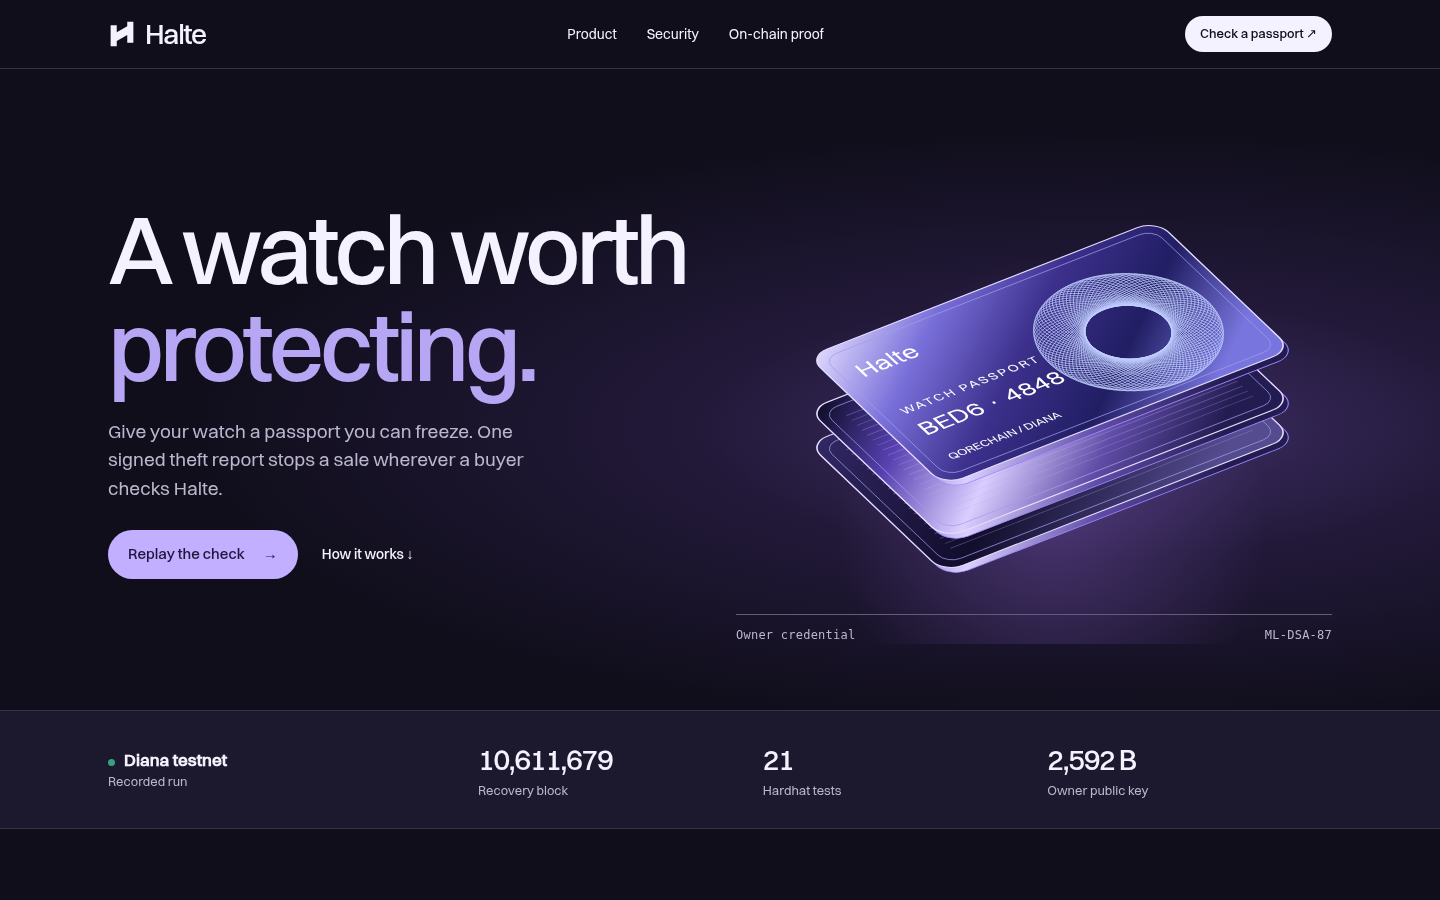 Halte
Product
Security
On-chain proof
Check a passport ↗
A watch worth
protecting.
Give your watch a passport you can freeze. One
signed theft report stops a sale wherever a buyer
checks Halte.
Replay the check →
How it works ↓
Halte
WATCH PASSPORT
BED6 · 4848
QORECHAIN / DIANA
Owner credential
ML-DSA-87
Diana testnet
Recorded run
10,611,679
Recovery block
21
Hardhat tests
2,592 B
Owner public key